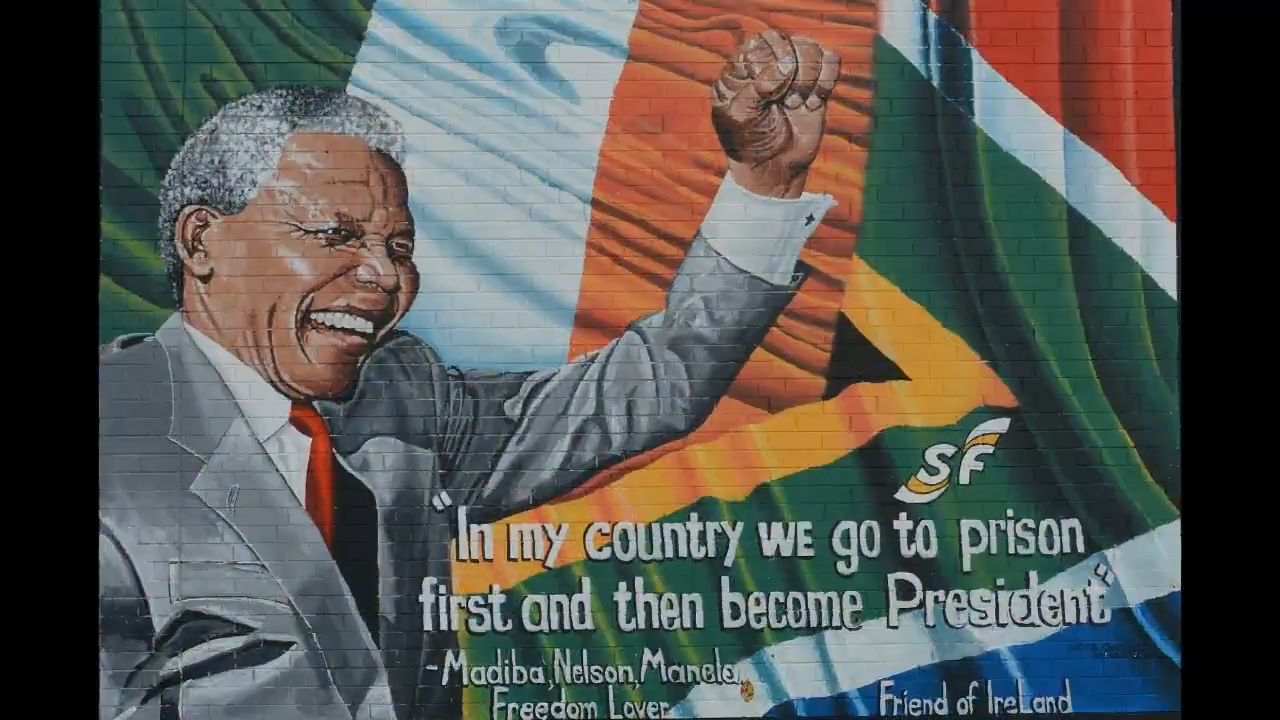 SF
"In my country we go to prison
first and then become President"
-Madiba,Nelson,Manela,
Freedom Lover
Friend of IreLand